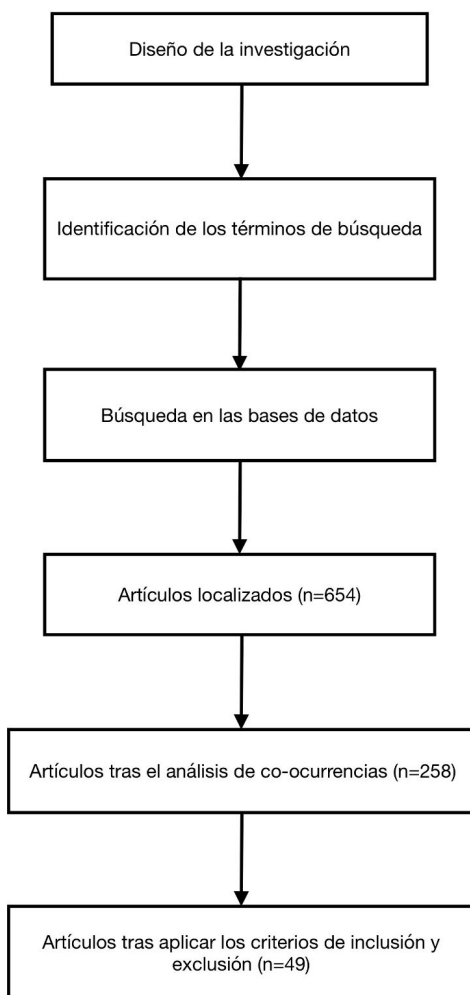 Diseño de la investigación
Identificación de los términos de búsqueda
Búsqueda en las bases de datos
Artículos localizados (n=654)
Artículos tras el análisis de co-ocurrencias (n=258)
Artículos tras aplicar los criterios de inclusión y
exclusión (n=49)